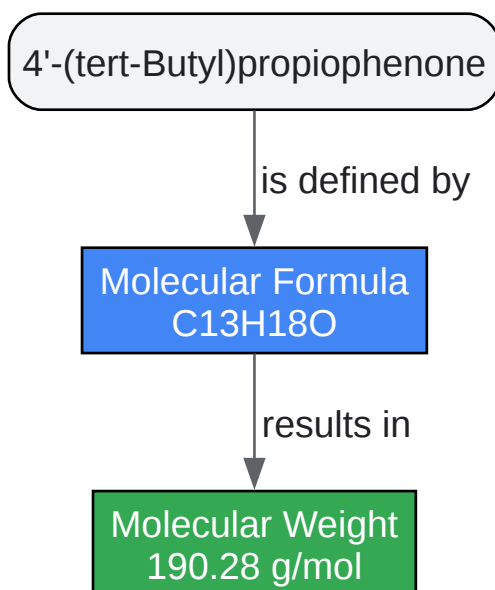 4'-(tert-Butyl)propiophenone
is defined by
Molecular Formula
C13H18O
results in
Molecular Weight
190.28 g/mol